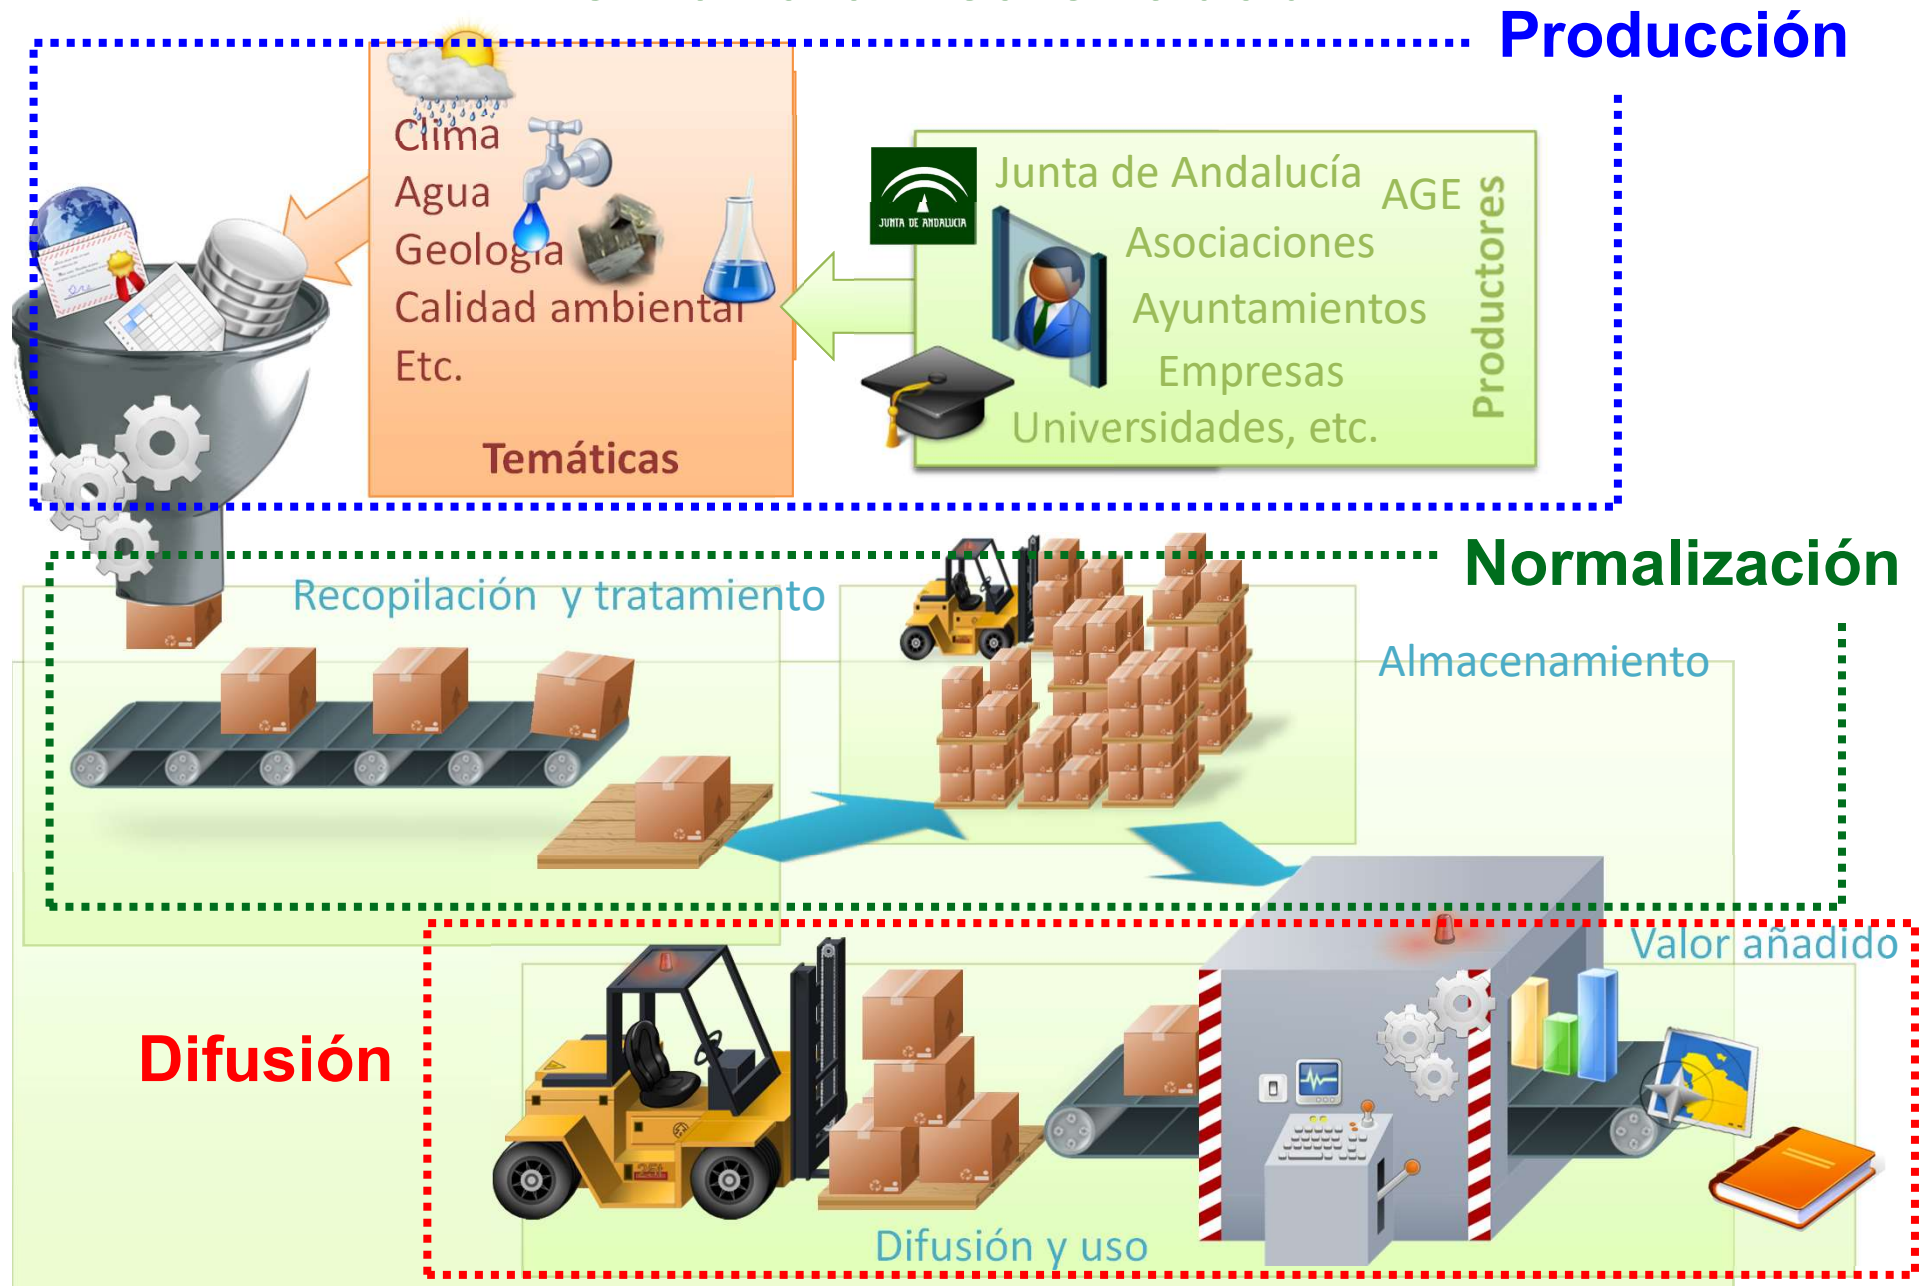 Producción
Clima
Agua
Geología
Calidad ambiental
Etc.
Temáticas
JUNTA DE ANDALUCIA
Junta de Andalucía
AGE
Asociaciones
Ayuntamientos
Empresas
Universidades, etc.
Productores
Normalización
Recopilación y tratamiento
Almacenamiento
Valor añadido
Difusión
Difusión y uso